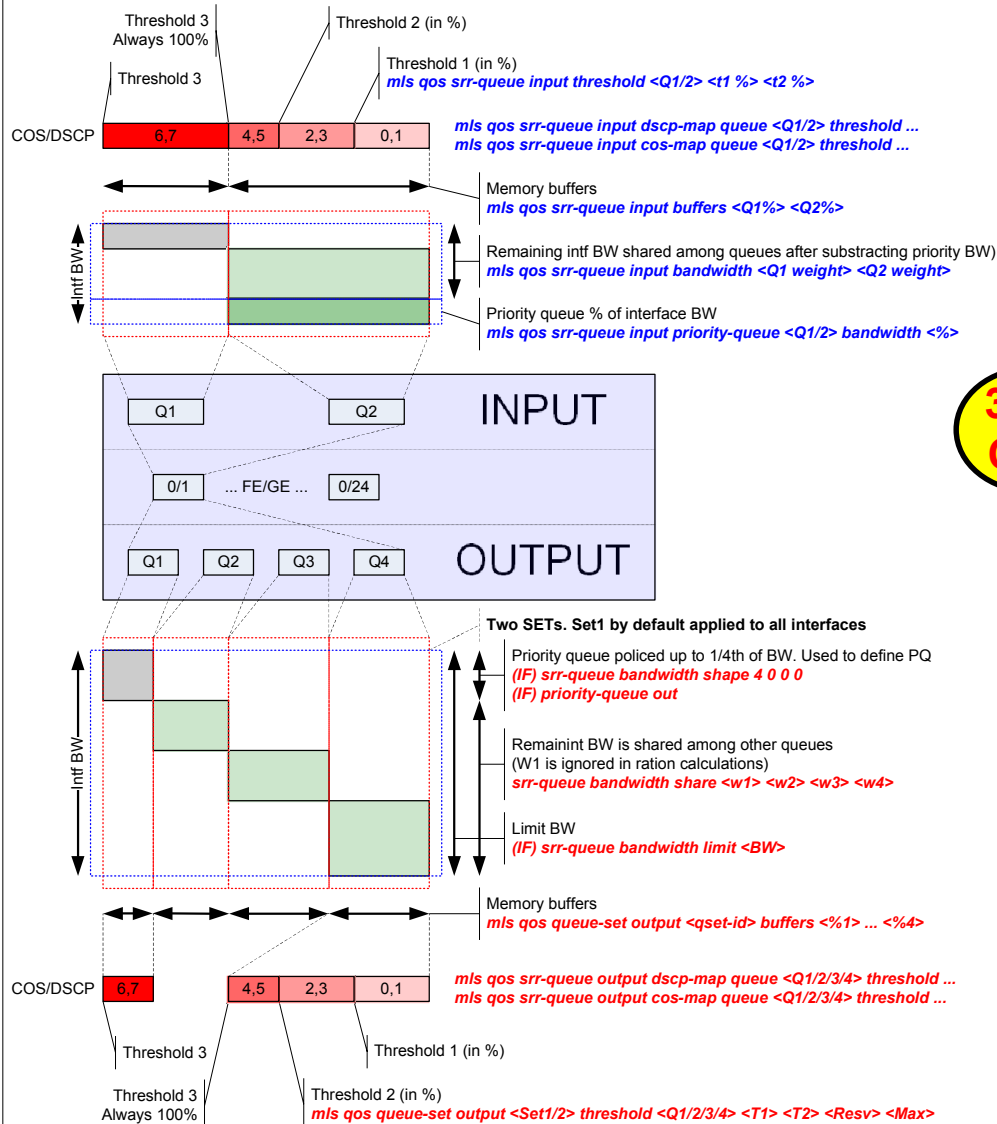 Threshold 3
Always 100%
Threshold 2 (in %)
Threshold 3
Threshold 1 (in %)
mls qos srr-queue input threshold <Q1/2> <t1 %> <t2 %>
COS/DSCP
6,7
4,5
2,3
0,1
mls qos srr-queue input dscp-map queue <Q1/2> threshold ...
mls qos srr-queue input cos-map queue <Q1/2> threshold ...
Memory buffers
mls qos srr-queue input buffers <Q1%> <Q2%>
Intf BW
Remaining intf BW shared among queues after substracting priority BW)
mls qos srr-queue input bandwidth <Q1 weight> <Q2 weight>
Priority queue % of interface BW
mls qos srr-queue input priority-queue <Q1/2> bandwidth <%>
Q1
Q2
INPUT
0/1
... FE/GE ...
0/24
Q1
Q2
Q3
Q4
OUTPUT
Two SETs. Set1 by default applied to all interfaces
Priority queue policed up to 1/4th of BW. Used to define PQ
(IF) srr-queue bandwidth shape 4 0 0 0
(IF) priority-queue out
Intf BW
Remainint BW is shared among other queues
(W1 is ignored in ration calculations)
srr-queue bandwidth share <w1> <w2> <w3> <w4>
Limit BW
(IF) srr-queue bandwidth limit <BW>
Memory buffers
mls qos queue-set output <qset-id> buffers <%1> ... <%4>
COS/DSCP
6,7
4,5
2,3
0,1
mls qos srr-queue output dscp-map queue <Q1/2/3/4> threshold ...
mls qos srr-queue output cos-map queue <Q1/2/3/4> threshold ...
Threshold 3
Threshold 1 (in %)
Threshold 3
Always 100%
Threshold 2 (in %)
mls qos queue-set output <Set1/2> threshold <Q1/2/3/4> <T1> <T2> <Resv> <Max>